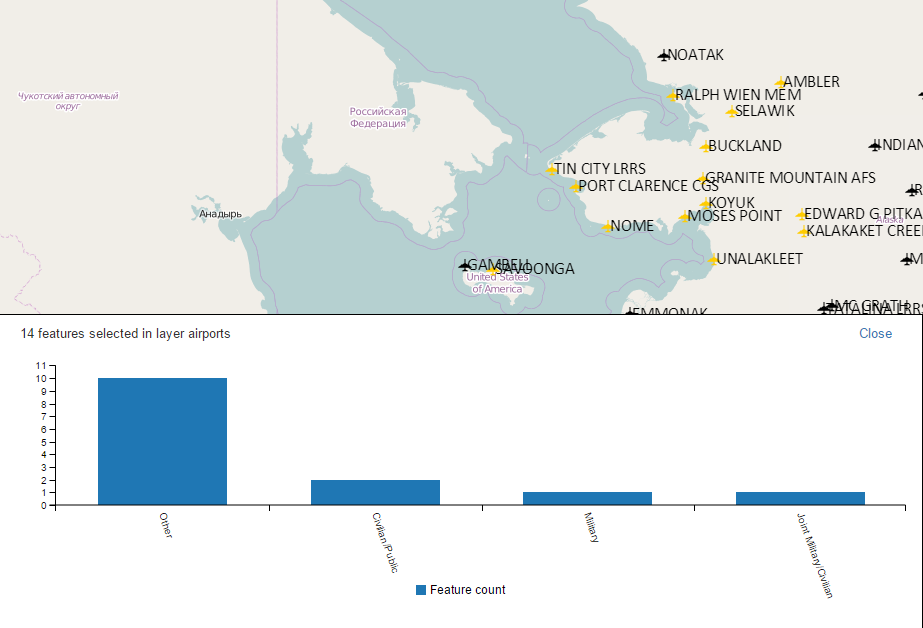 NOATAK
AMBLER
Чукотский автономный
округ
RALPH WIEN MEM
SELAWIK
Российская
Федерация
BUCKLAND
INDIAN
TIN CITY LRRS
GRANITE MOUNTAIN AFS
PORT CLARENCE CGS
KOYUK
Анадырь
MOSES POINT
EDWARD G PITKA
Alaska
NOME
KALAKAKET CREE
UNALAKLEET
GAMBELL
SAVOONGA
United States
of America
EMMONAK
MC GRATH
TATALINA LRRS
14 features selected in layer airports
Close
11
10
9
8
7
6
5
4
3
2
1
0
Other
Civilian/Public
Military
Joint Military/Civilian
Feature count